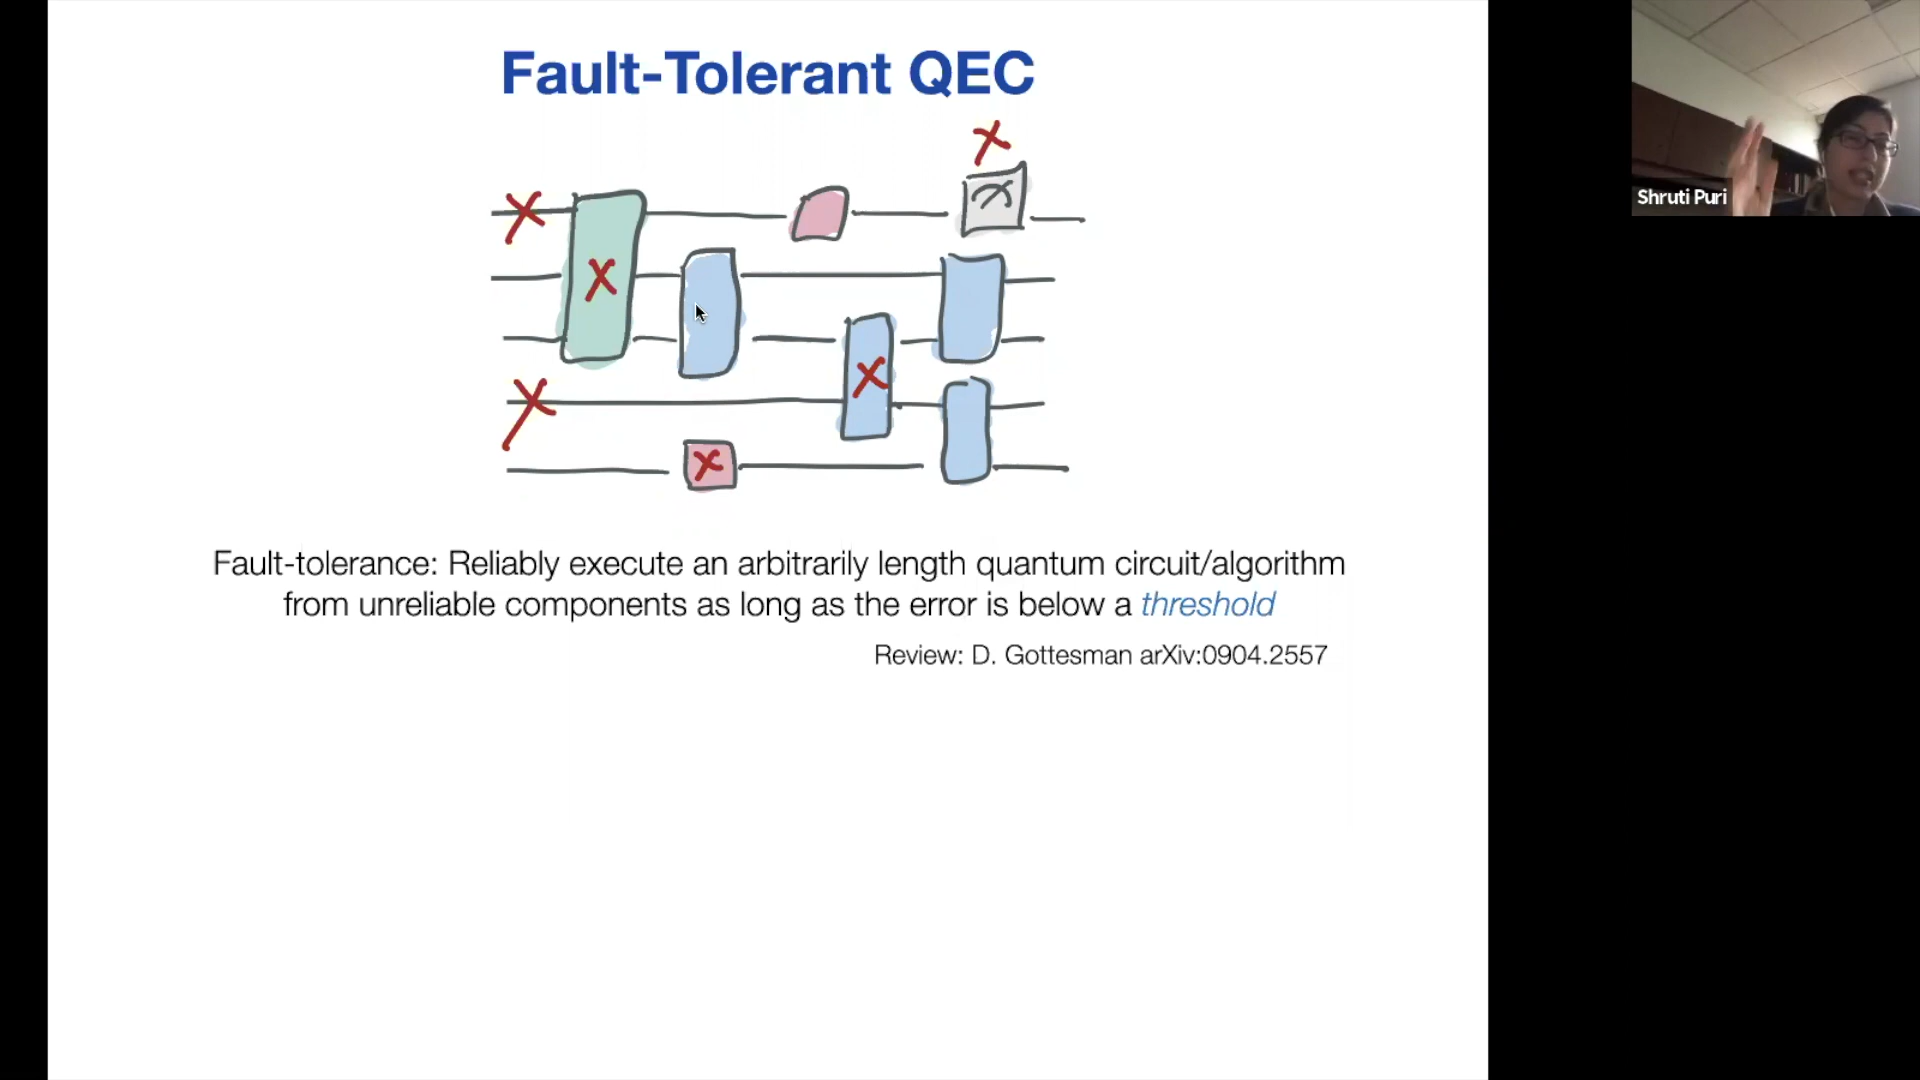 Fault-Tolerant QEC
Shruti Puri
Fault-tolerance: Reliably execute an arbitrarily length quantum circuit/algorithm
from unreliable components as long as the error is below a threshold
Review: D. Gottesman arXiv:0904.2557